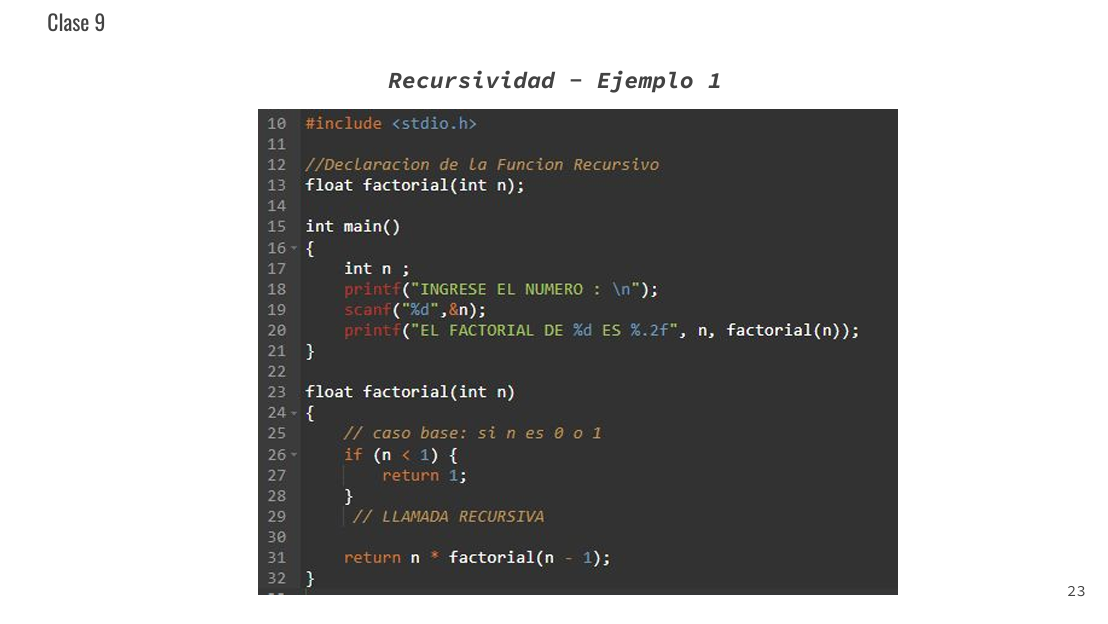 Clase 9
Recursividad - Ejemplo 1
10 #include <stdio.h>
11
12 //Declaracion de la Funcion Recursivo
13 float factorial(int n);
14
15 int main()
16 {
17     int n ;
18     printf("INGRESE EL NUMERO : \n");
19     scanf("%d",&n);
20     printf("EL FACTORIAL DE %d ES %.2f", n, factorial(n));
21 }
22
23 float factorial(int n)
24 {
25     // caso base: si n es 0 o 1
26     if (n < 1) {
27         return 1;
28     }
29      // LLAMADA RECURSIVA
30
31     return n * factorial(n - 1);
32 }
23